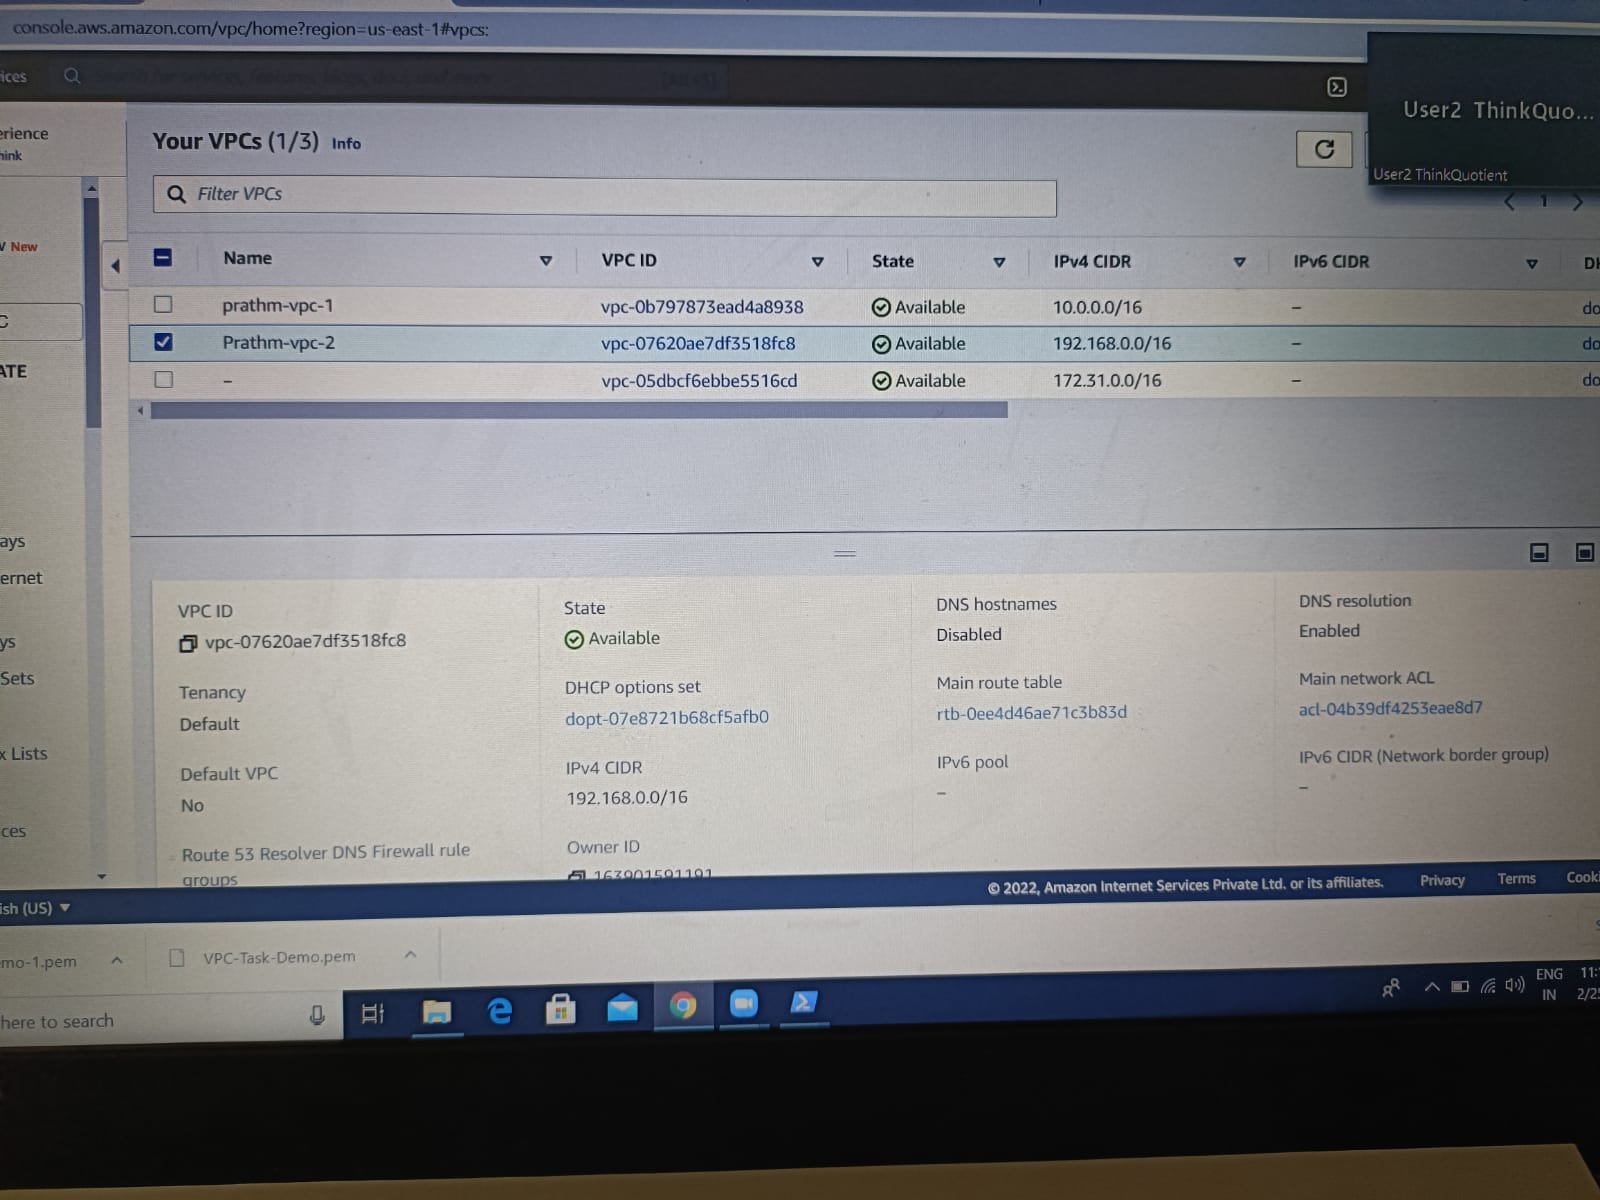 console.aws.amazon.com/vpc/home?region=us-east-1#vpcs:
ices
[Alt+S]
User2 ThinkQuo...
User2 ThinkQuotient
erience
hink
Your VPCs (1/3) Info
Filter VPCs
1
New
Name VPC ID State IPv4 CIDR IPv6 CIDR
prathm-vpc-1 vpc-0b797873ead4a8938 Available 10.0.0.0/16 – do
Prathm-vpc-2 vpc-07620ae7df3518fc8 Available 192.168.0.0/16 – do
– vpc-05dbcf6ebbe5516cd Available 172.31.0.0/16 – do
ATE
ays
ernet
ys
Sets
x Lists
ces
VPC ID
vpc-07620ae7df3518fc8
State
Available
DNS hostnames
Disabled
DNS resolution
Enabled
Tenancy
Default
DHCP options set
dopt-07e8721b68cf5afb0
Main route table
rtb-0ee4d46ae71c3b83d
Main network ACL
acl-04b39df4253eae8d7
Default VPC
No
IPv4 CIDR
192.168.0.0/16
IPv6 pool
–
IPv6 CIDR (Network border group)
–
Route 53 Resolver DNS Firewall rule
groups
Owner ID
163901591191
ish (US)
© 2022, Amazon Internet Services Private Ltd. or its affiliates. Privacy Terms Cooki
mo-1.pem VPC-Task-Demo.pem
here to search
ENG
IN
11:
2/25